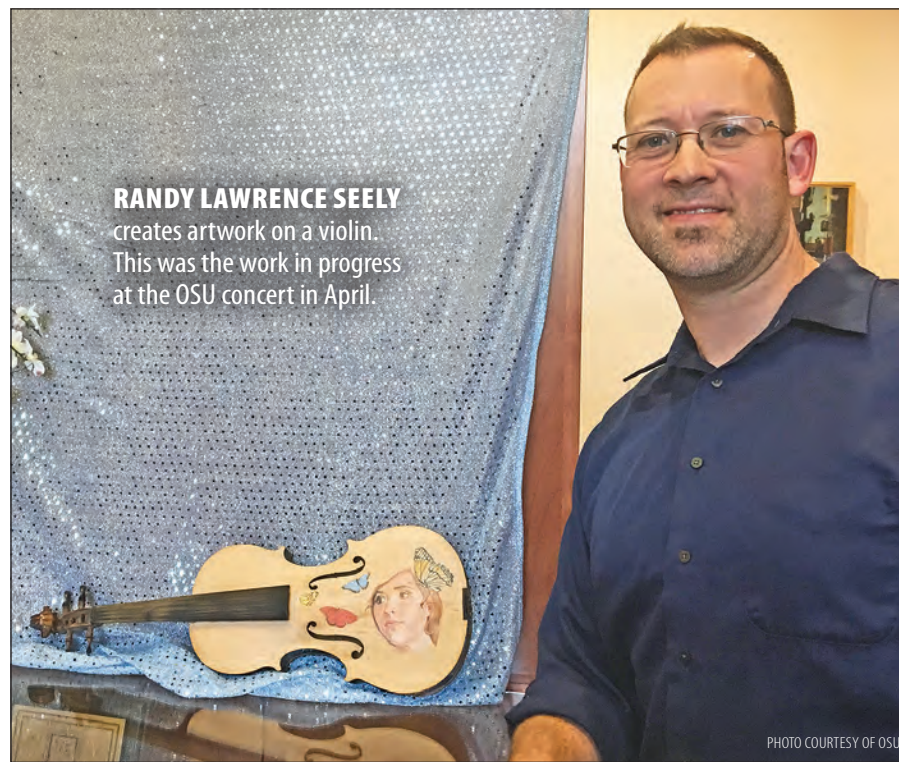 RANDY LAWRENCE SEELY
creates artwork on a violin.
This was the work in progress
at the OSU concert in April.
PHOTO COURTESY OF OSU